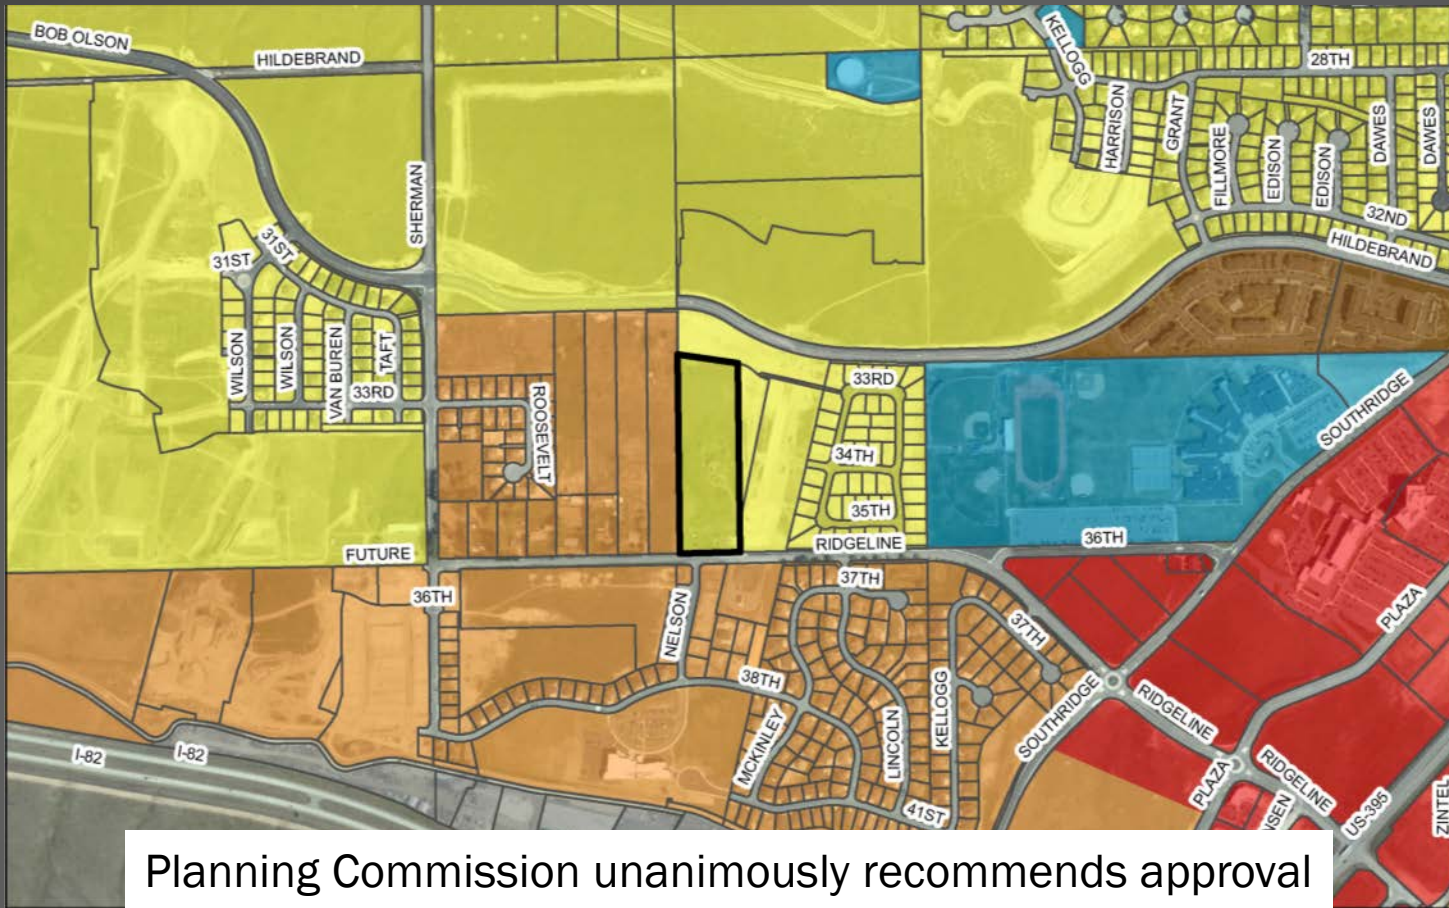 BOB OLSON
HILDEBRAND
KELLOGG
28TH
HARRISON
GRANT
FILLMORE
EDISON
EDISON
DAWES
DAWES
SHERMAN
32ND
HILDEBRAND
31ST
31ST
WILSON
WILSON
VAN BUREN
TAFT
33RD
ROOSEVELT
33RD
34TH
35TH
SOUTHRIDGE
FUTURE
RIDGELINE
36TH
36TH
37TH
NELSON
37TH
PLAZA
38TH
KELLOGG
LINCOLN
MCKINLEY
SOUTHRIDGE
RIDGELINE
I-82
I-82
41ST
PLAZA
RIDGELINE
NSEN
US-395
ZINTEL
Planning Commission unanimously recommends approval